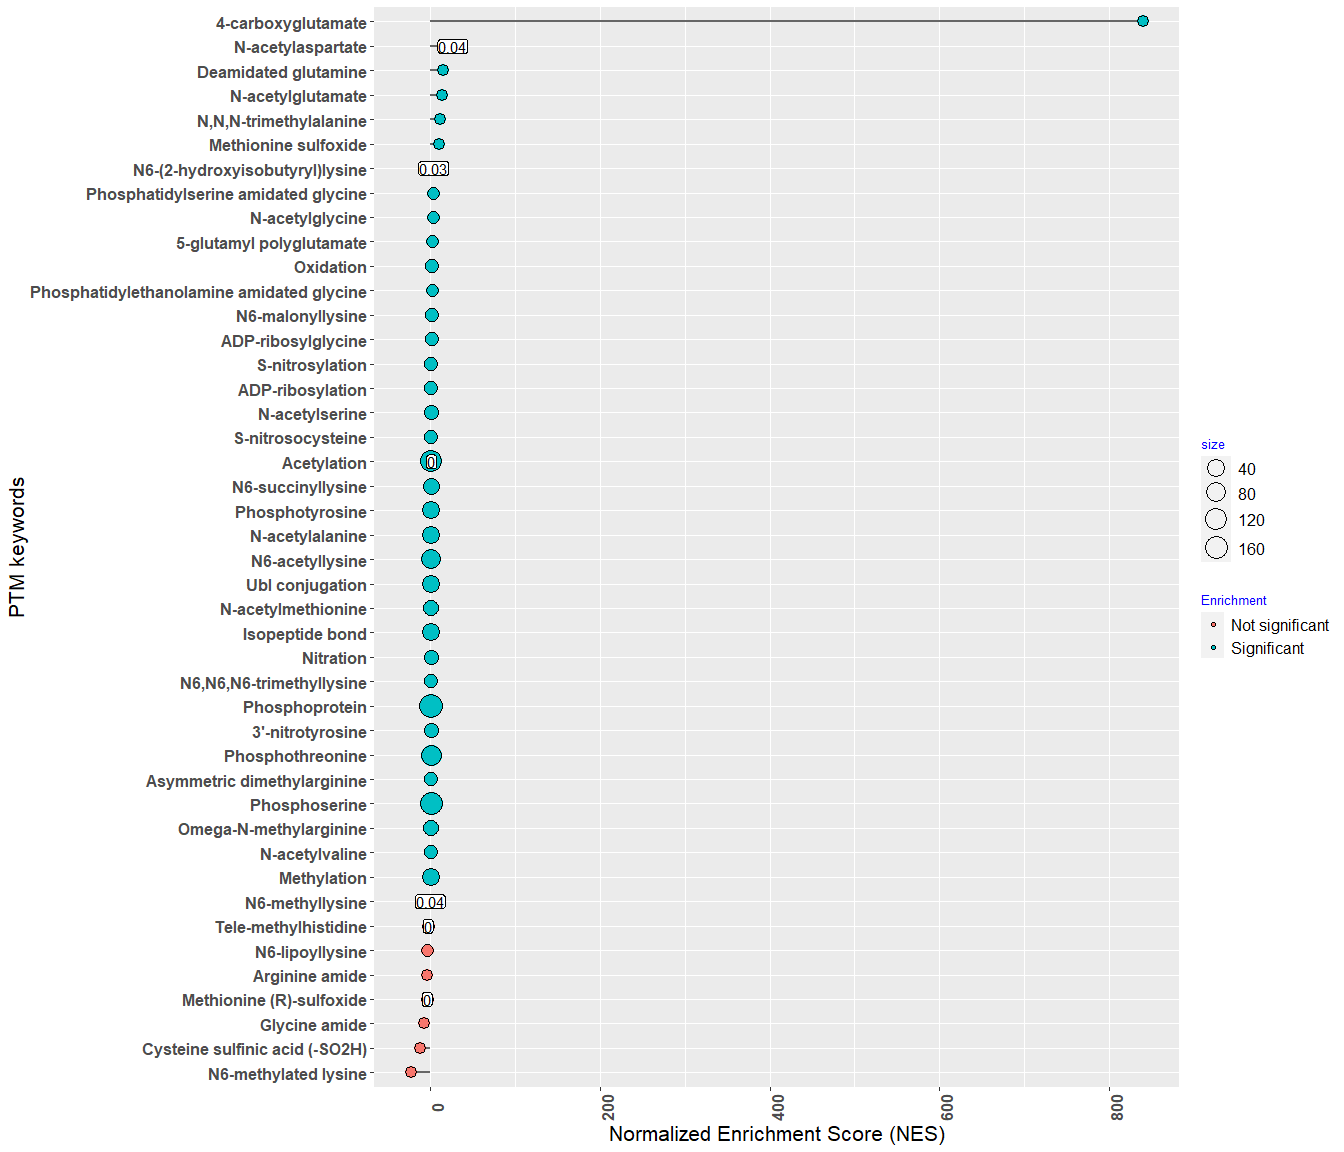 4-carboxyglutamate
N-acetylaspartate
0.04
Deamidated glutamine
N-acetylglutamate
N,N,N-trimethylalanine
Methionine sulfoxide
N6-(2-hydroxyisobutyryl)lysine
0.03
Phosphatidylserine amidated glycine
N-acetylglycine
5-glutamyl polyglutamate
Oxidation
Phosphatidylethanolamine amidated glycine
N6-malonyllysine
ADP-ribosylglycine
S-nitrosylation
ADP-ribosylation
N-acetylserine
S-nitrosocysteine
Acetylation
0
N6-succinyllysine
Phosphotyrosine
N-acetylalanine
N6-acetyllysine
Ubl conjugation
N-acetylmethionine
Isopeptide bond
Nitration
N6,N6,N6-trimethyllysine
Phosphoprotein
3'-nitrotyrosine
Phosphothreonine
Asymmetric dimethylarginine
Phosphoserine
Omega-N-methylarginine
N-acetylvaline
Methylation
N6-methyllysine
0.04
Tele-methylhistidine
0
N6-lipoyllysine
Arginine amide
Methionine (R)-sulfoxide
0
Glycine amide
Cysteine sulfinic acid (-SO2H)
N6-methylated lysine
PTM keywords
0
200
400
600
800
Normalized Enrichment Score (NES)
size
40
80
120
160
Enrichment
Not significant
Significant